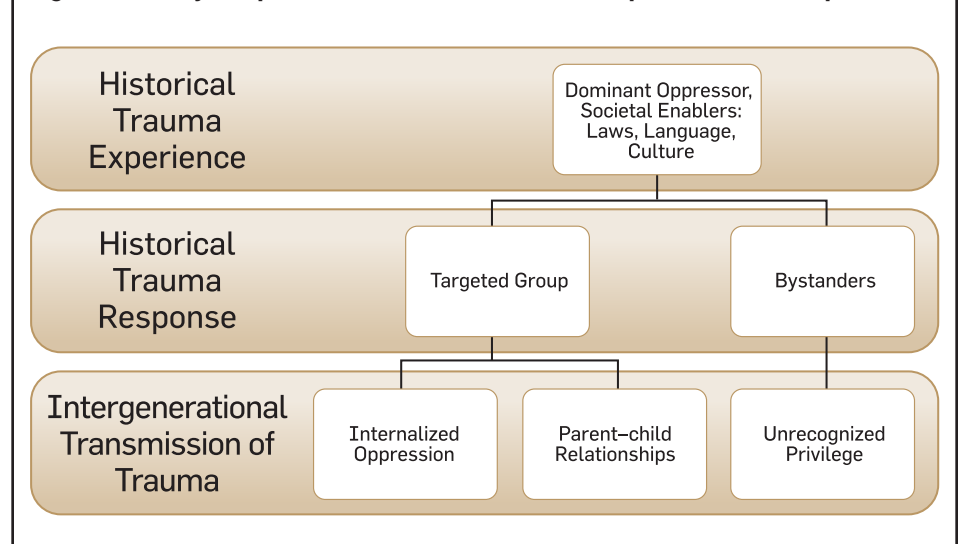 Historical
Trauma
Experience
Dominant Oppressor,
Societal Enablers:
Laws, Language,
Culture
Historical
Trauma
Response
Targeted Group
Bystanders
Intergenerational
Transmission of
Trauma
Internalized
Oppression
Parent–child
Relationships
Unrecognized
Privilege